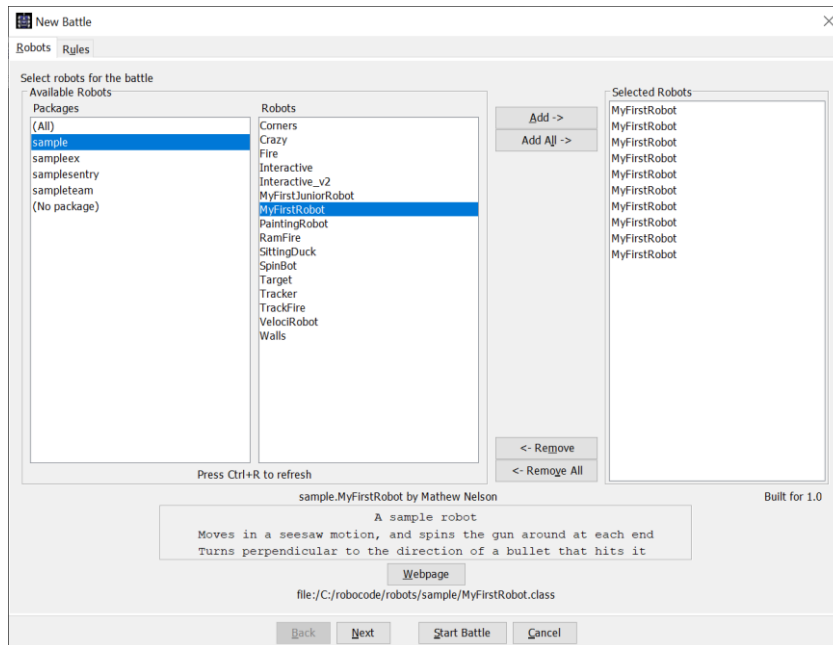 New Battle
Robots Rules
Select robots for the battle
Available Robots
Packages
(All)
sample
sampleex
samplesentry
sampleteam
(No package)
Robots
Corners
Crazy
Fire
Interactive
Interactive_v2
MyFirstJuniorRobot
MyFirstRobot
PaintingRobot
RamFire
SittingDuck
SpinBot
Target
Tracker
TrackFire
VelociRobot
Walls
Press Ctrl+R to refresh
Add ->
Add All ->
<- Remove
<- Remove All
Selected Robots
MyFirstRobot
MyFirstRobot
MyFirstRobot
MyFirstRobot
MyFirstRobot
MyFirstRobot
MyFirstRobot
MyFirstRobot
MyFirstRobot
MyFirstRobot
sample.MyFirstRobot by Mathew Nelson
Built for 1.0
A sample robot
Moves in a seesaw motion, and spins the gun around at each end
Turns perpendicular to the direction of a bullet that hits it
Webpage
file:/C:/robocode/robots/sample/MyFirstRobot.class
Back Next Start Battle Cancel